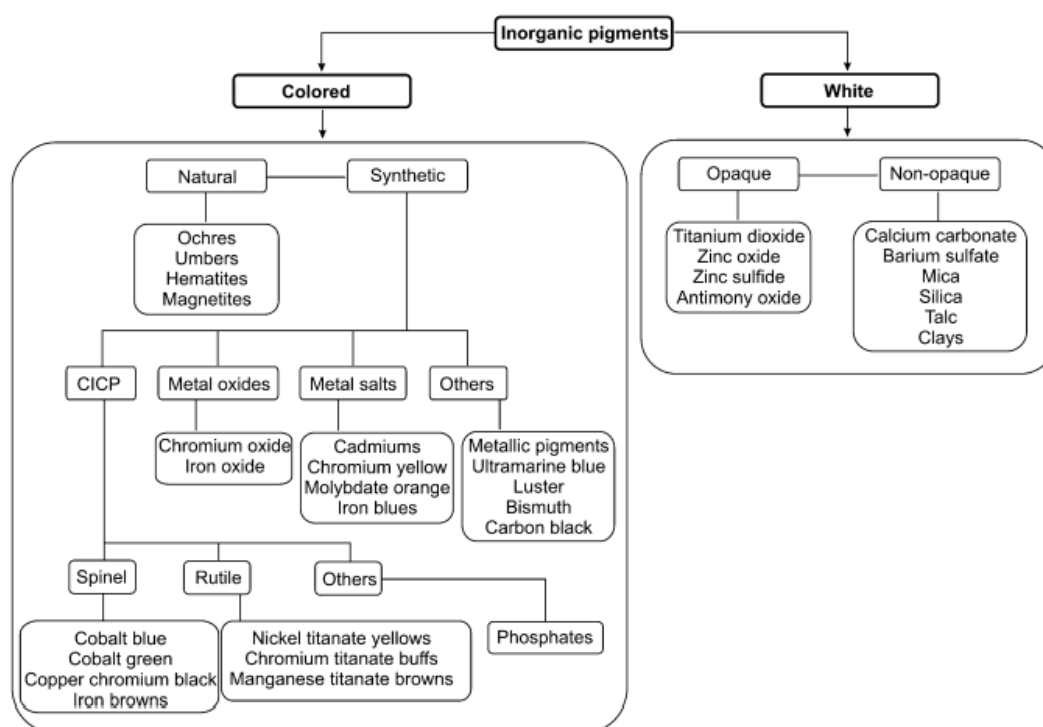 Inorganic pigments
Colored
White
Natural
Synthetic
Ochres
Umbers
Hematites
Magnetites
CICP
Metal oxides
Metal salts
Others
Chromium oxide
Iron oxide
Cadmiums
Chromium yellow
Molybdate orange
Iron blues
Metallic pigments
Ultramarine blue
Luster
Bismuth
Carbon black
Spinel
Rutile
Others
Cobalt blue
Cobalt green
Copper chromium black
Iron browns
Nickel titanate yellows
Chromium titanate buffs
Manganese titanate browns
Phosphates
Opaque
Non-opaque
Titanium dioxide
Zinc oxide
Zinc sulfide
Antimony oxide
Calcium carbonate
Barium sulfate
Mica
Silica
Talc
Clays